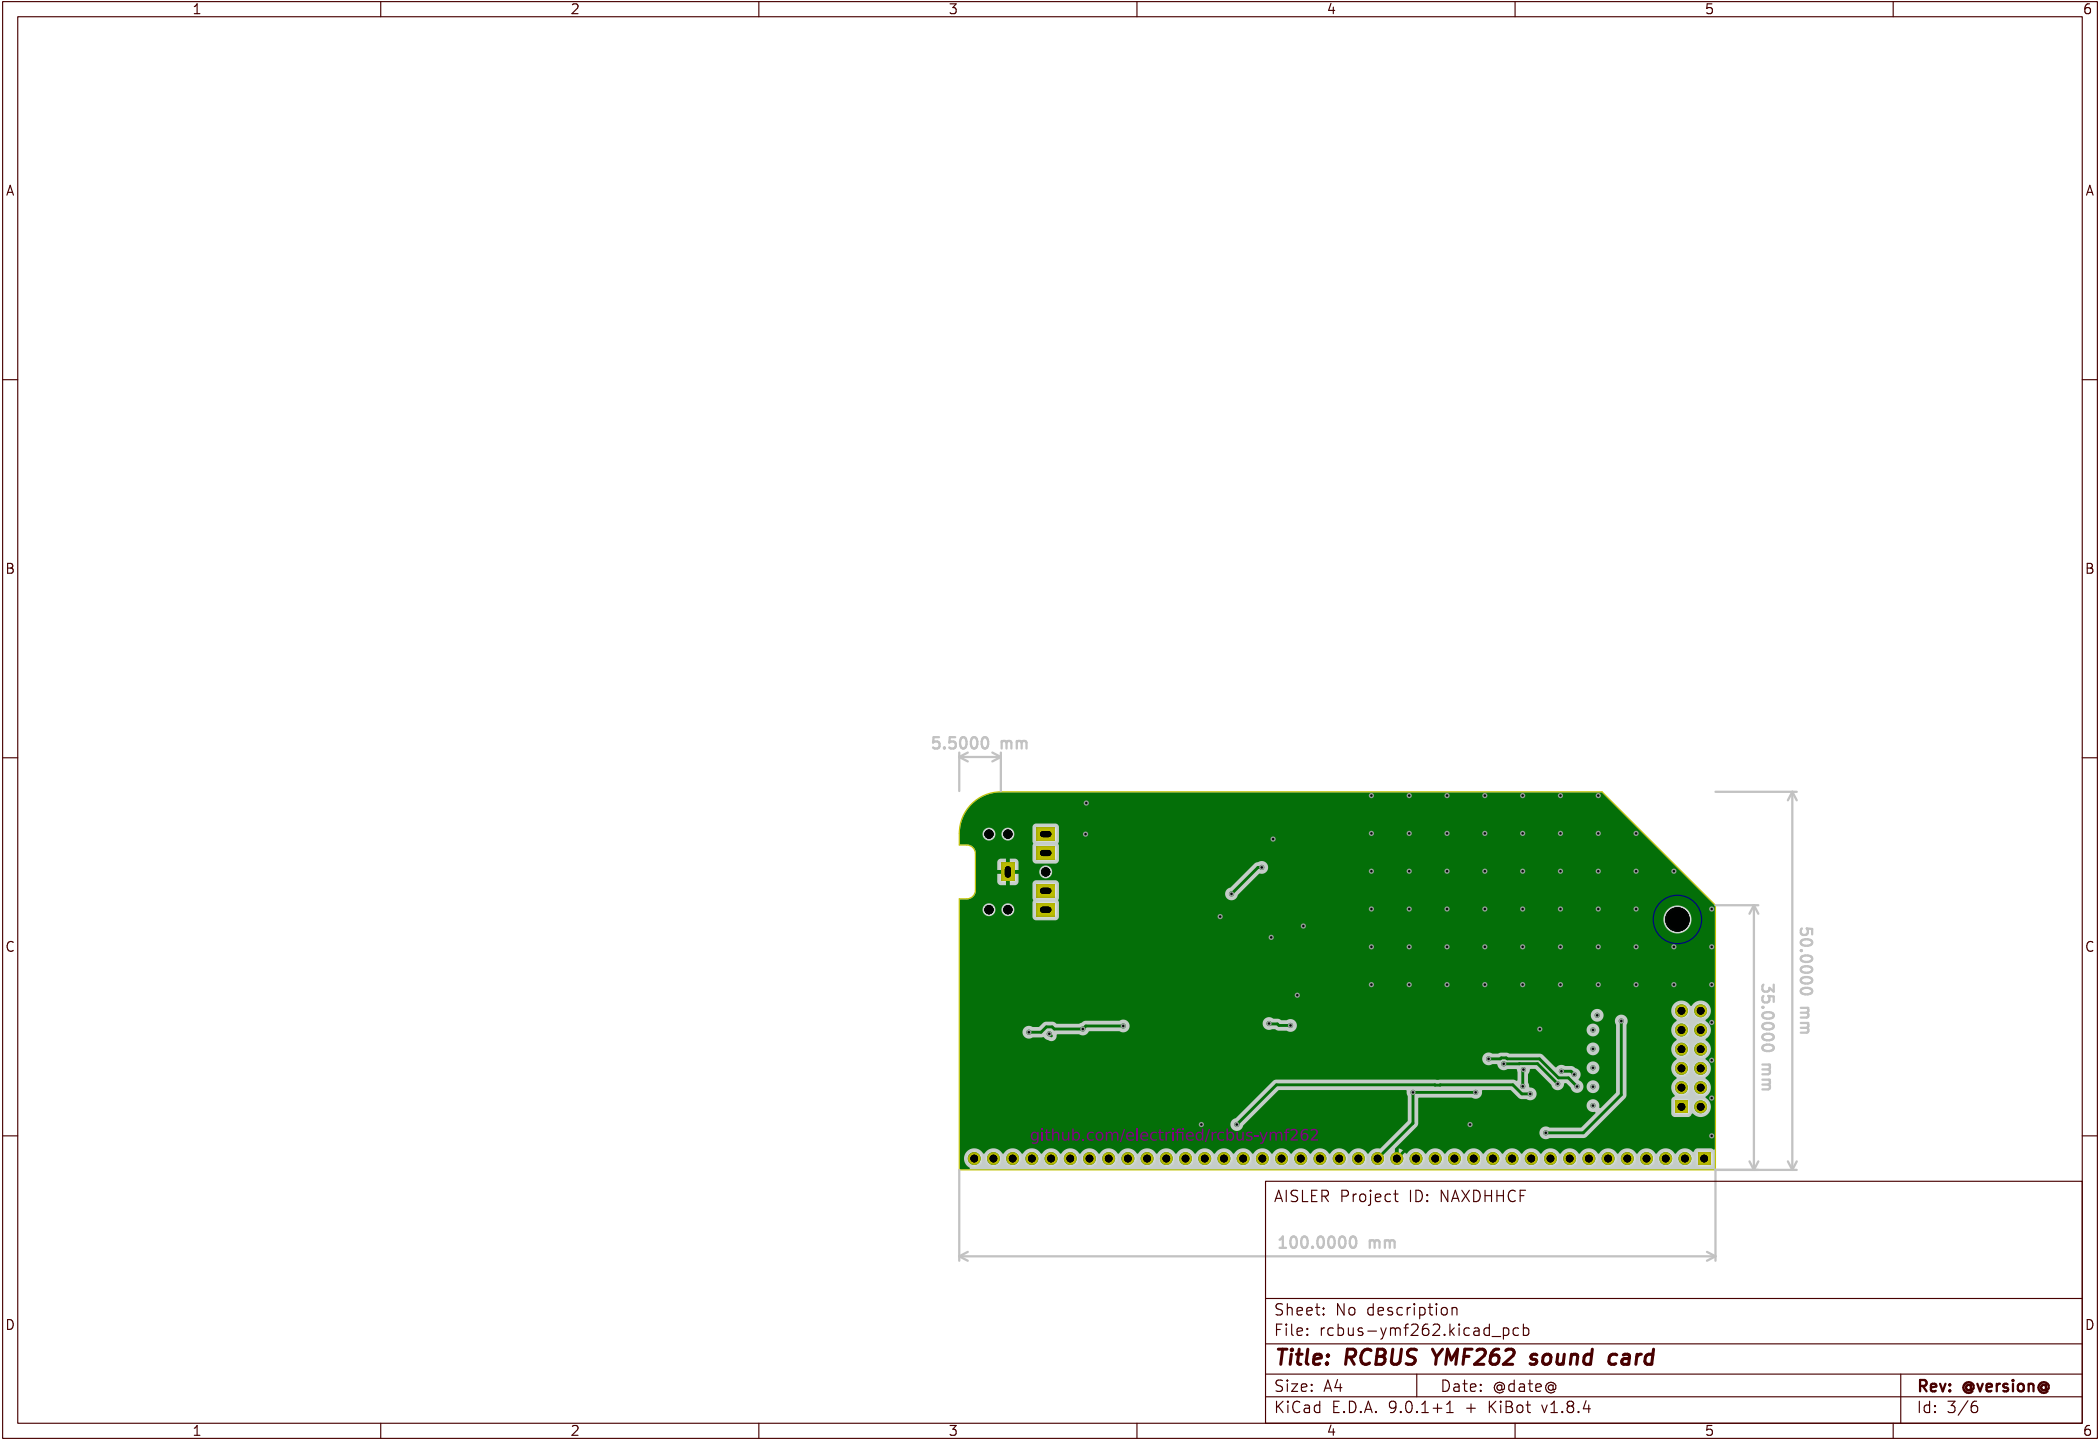 1 2 3 4 5 6
A A
B B
5.5000 mm
C C
50.0000 mm
35.0000 mm
github.com/electrified/rcbus-ymf262
AISLER Project ID: NAXDHHCF
100.0000 mm
Sheet: No description
D D
File: rcbus-ymf262.kicad_pcb
Title: RCBUS YMF262 sound card
Size: A4 Date: @date@ Rev: @version@
KiCad E.D.A. 9.0.1+1 + KiBot v1.8.4 Id: 3/6
1 2 3 4 5 6